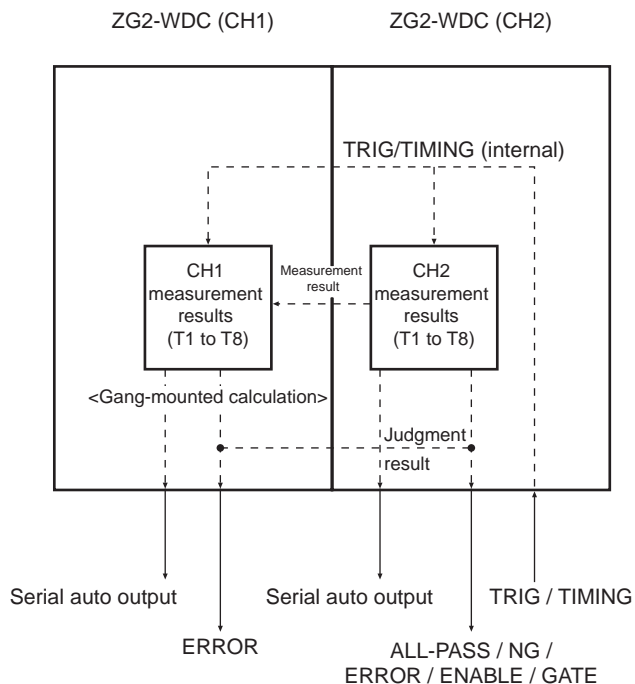 ZG2-WDC (CH1)
ZG2-WDC (CH2)
TRIG/TIMING (internal)
CH1
measurement
results
(T1 to T8)
Measurement
result
CH2
measurement
results
(T1 to T8)
<Gang-mounted calculation>
Judgment
result
Serial auto output
Serial auto output
TRIG / TIMING
ERROR
ALL-PASS / NG /
ERROR / ENABLE / GATE